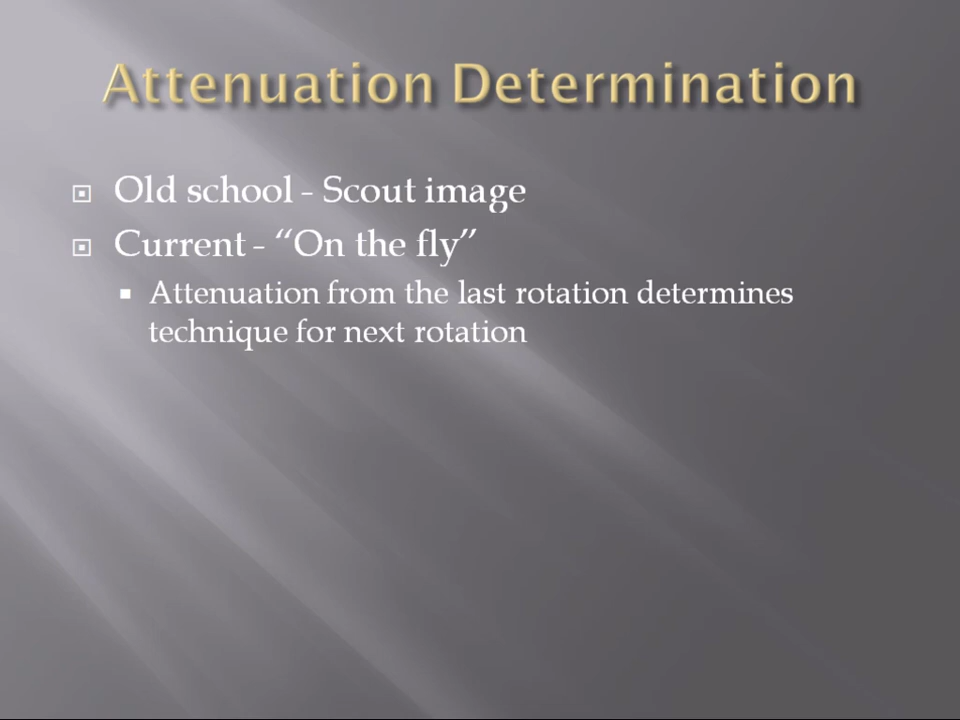 Attenuation Determination
Old school - Scout image
Current - “On the fly”
Attenuation from the last rotation determines
technique for next rotation